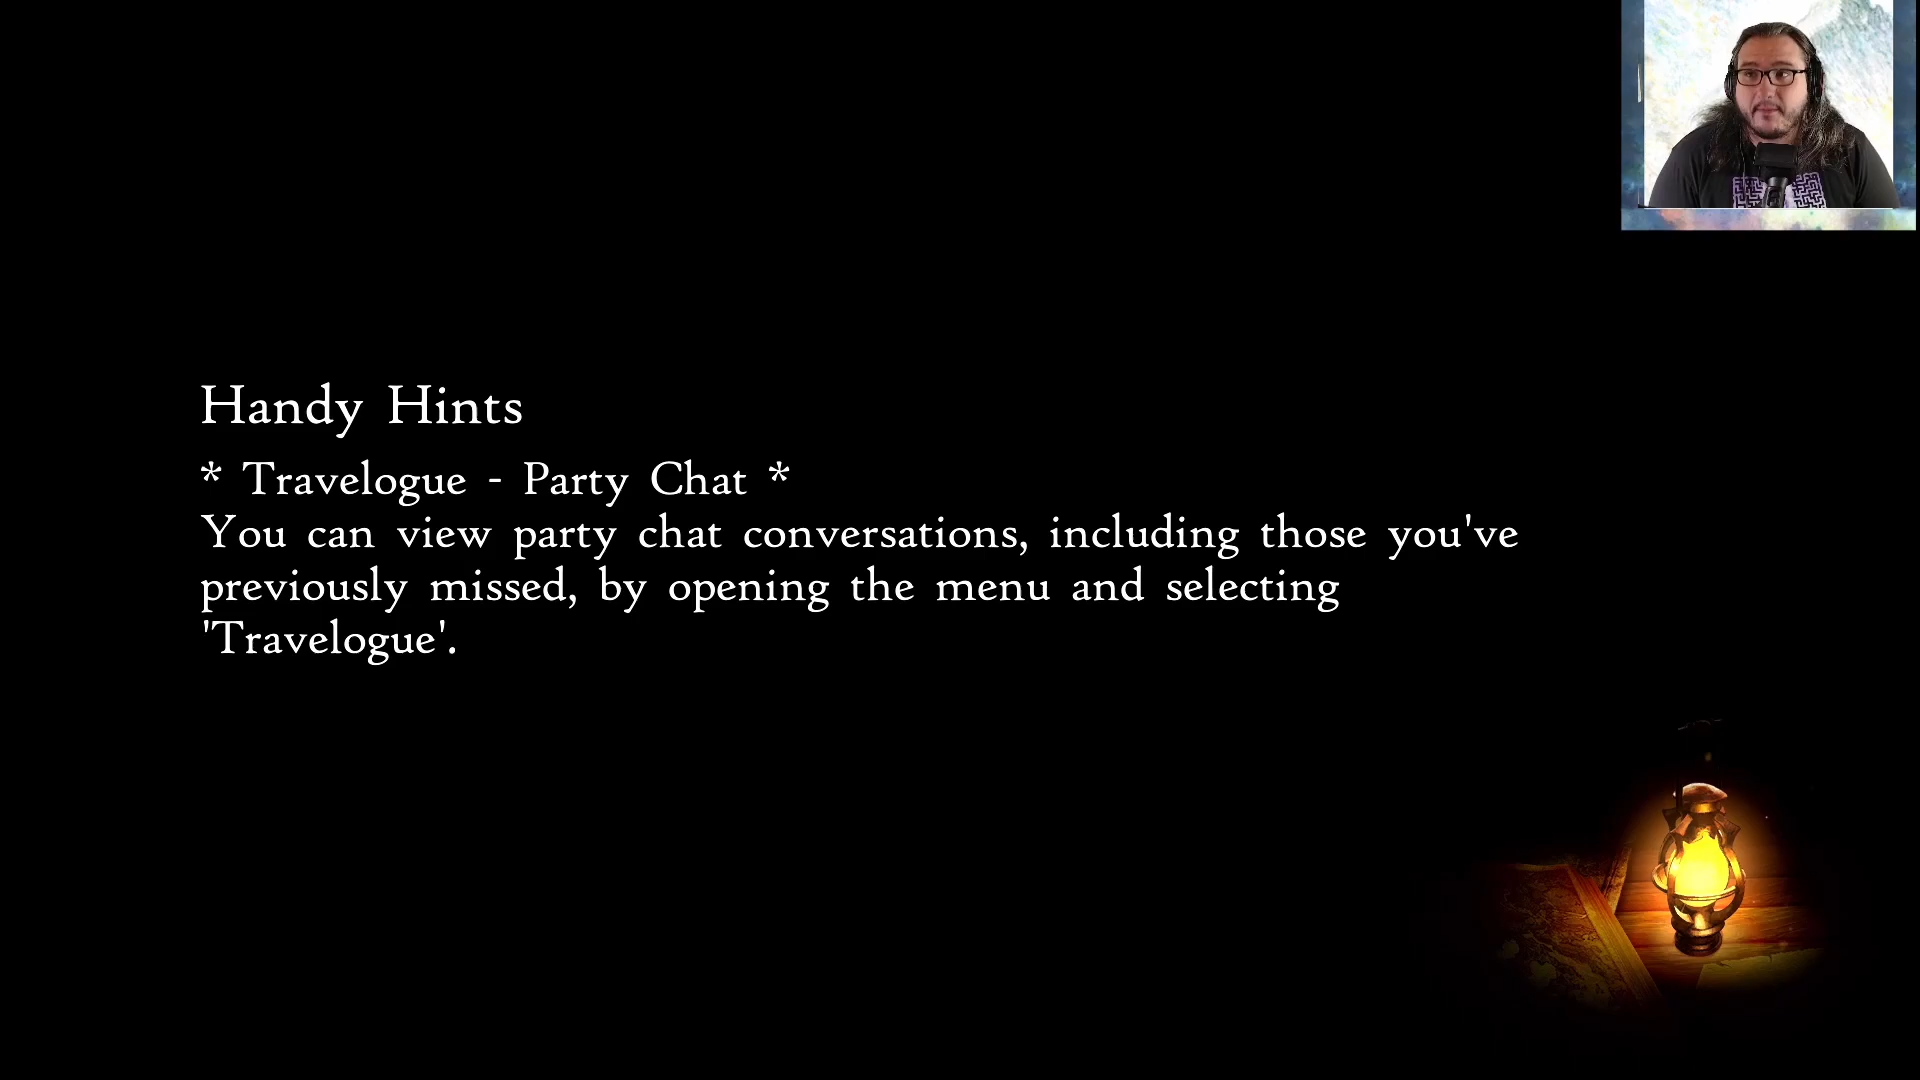 Handy Hints
* Travelogue - Party Chat *
You can view party chat conversations, including those you've
previously missed, by opening the menu and selecting
'Travelogue'.